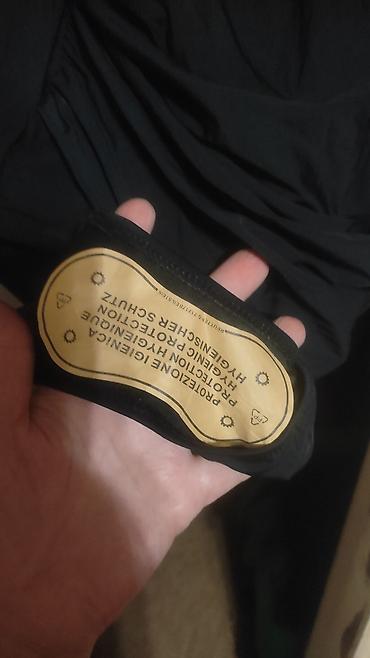 PROTEZIONE IGIENICA
PROTECTION HYGIENIQUE
HYGIENIC PROTECTION
HYGIENISCHER SCHUTZ